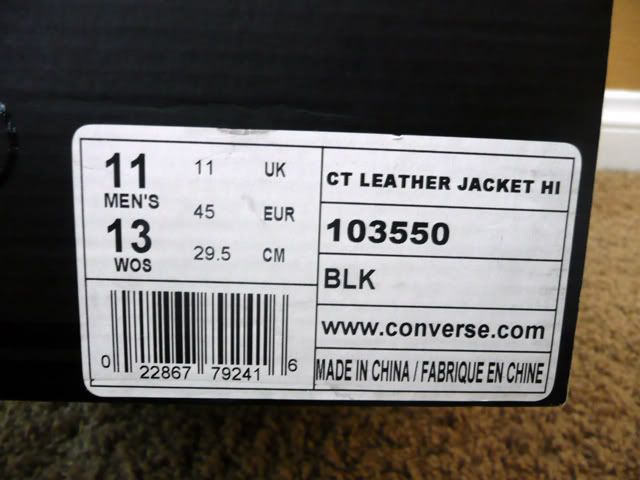 11 MEN'S
11 UK
45 EUR
13 WOS
29.5 CM
CT LEATHER JACKET HI
103550
BLK
www.converse.com
MADE IN CHINA / FABRIQUE EN CHINE
0 22867 79241 6